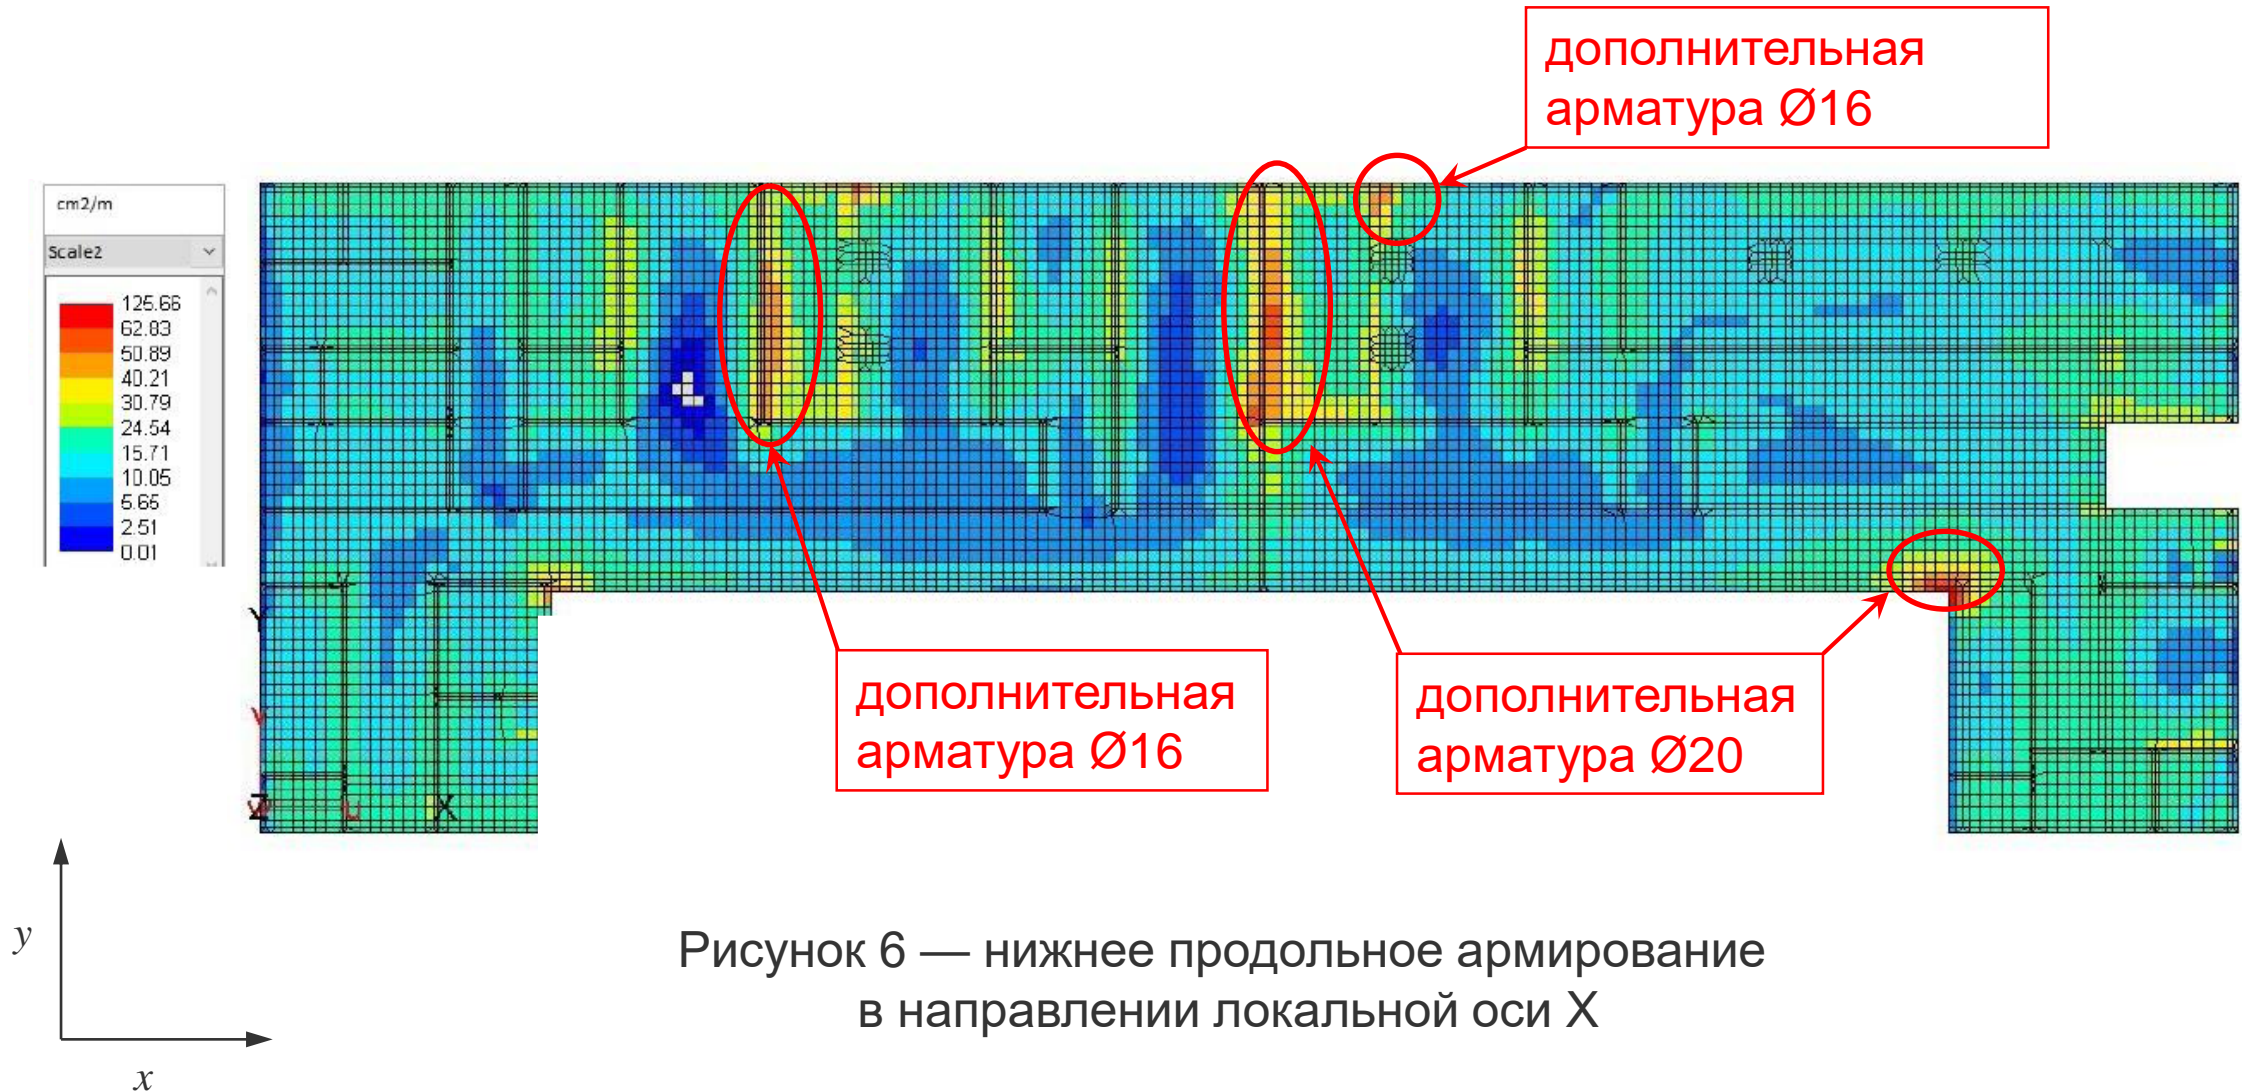 дополнительная
арматура Ø16
cm2/m
Scale2
125.66
62.83
50.89
40.21
30.79
24.54
15.71
10.05
5.65
2.51
0.01
Y
Z
U
X
дополнительная
арматура Ø16
дополнительная
арматура Ø20
y
x
Рисунок 6 — нижнее продольное армирование
в направлении локальной оси X